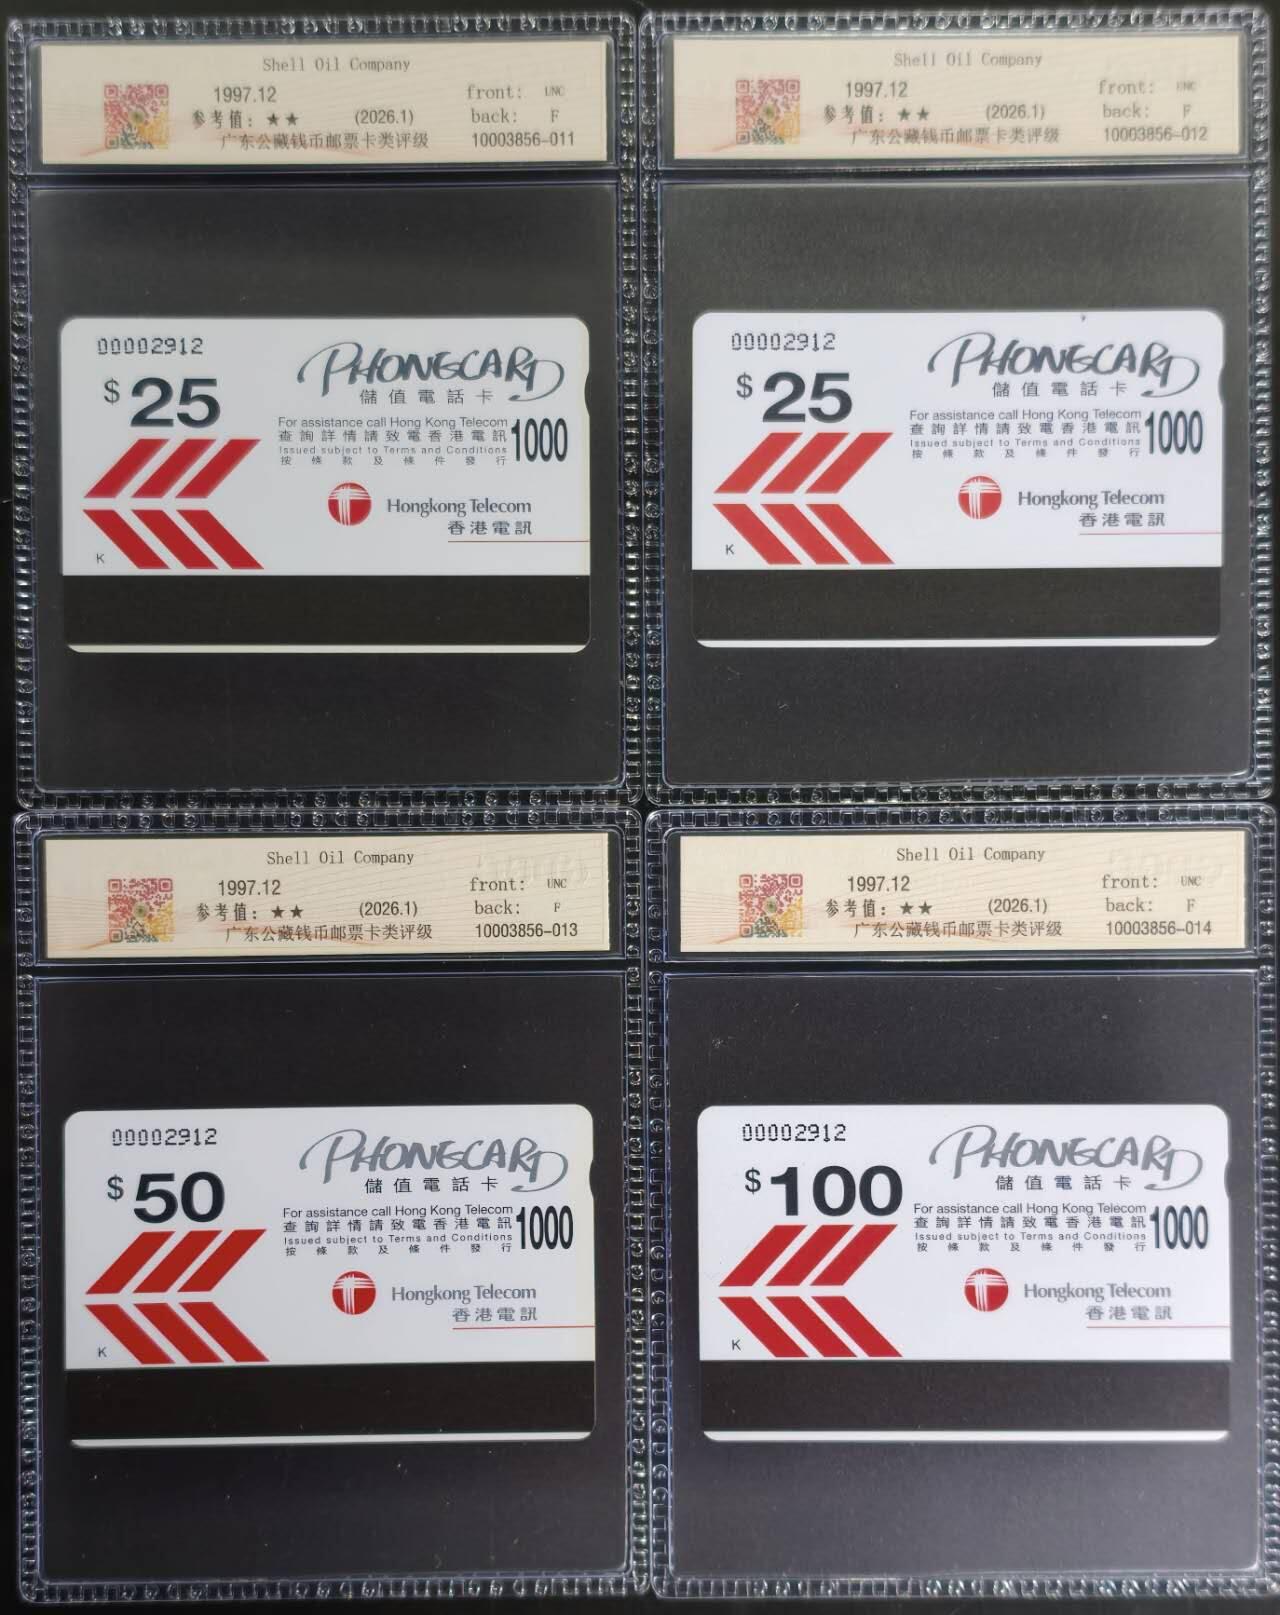 Shell Oil Company
1997.12
front: UNC
参考值：★★ (2026.1)
back: F
广东公藏钱币邮票卡类评级
10003856-011
00002912
PHONECARD
$ 25
儲值電話卡
For assistance call Hong Kong Telecom
查詢詳情請致電香港電訊
1000
Issued subject to Terms and Conditions
按條款及條件發行
Hongkong Telecom
香港電訊
K
Shell Oil Company
1997.12
front: UNC
参考值：★★ (2026.1)
back: F
广东公藏钱币邮票卡类评级
10003856-012
00002912
PHONECARD
$ 25
儲值電話卡
For assistance call Hong Kong Telecom
查詢詳情請致電香港電訊
1000
Issued subject to Terms and Conditions
按條款及條件發行
Hongkong Telecom
香港電訊
K
Shell Oil Company
1997.12
front: UNC
参考值：★★ (2026.1)
back: F
广东公藏钱币邮票卡类评级
10003856-013
00002912
PHONECARD
$ 50
儲值電話卡
For assistance call Hong Kong Telecom
查詢詳情請致電香港電訊
1000
Issued subject to Terms and Conditions
按條款及條件發行
Hongkong Telecom
香港電訊
K
Shell Oil Company
1997.12
front: UNC
参考值：★★ (2026.1)
back: F
广东公藏钱币邮票卡类评级
10003856-014
00002912
PHONECARD
$ 100
儲值電話卡
For assistance call Hong Kong Telecom
查詢詳情請致電香港電訊
1000
Issued subject to Terms and Conditions
按條款及條件發行
Hongkong Telecom
香港電訊
K